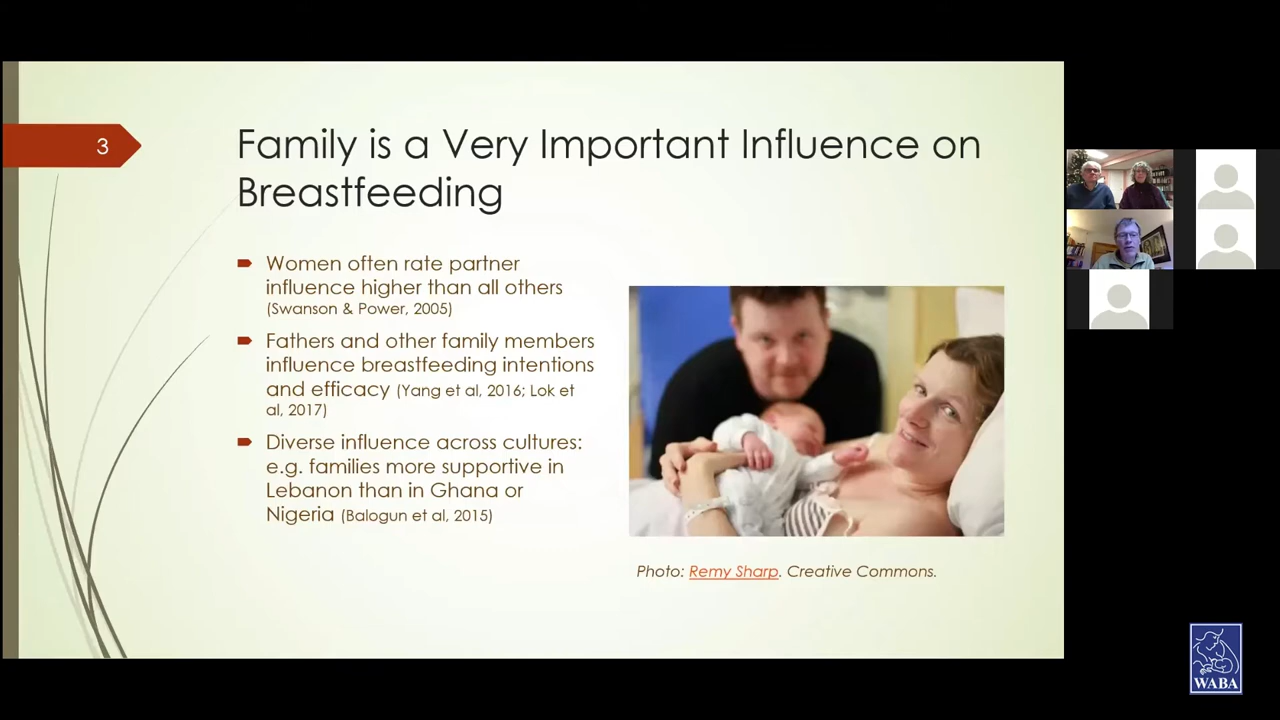 3
Family is a Very Important Influence on
Breastfeeding
Women often rate partner
influence higher than all others
(Swanson & Power, 2005)
Fathers and other family members
influence breastfeeding intentions
and efficacy (Yang et al, 2016; Lok et
al, 2017)
Diverse influence across cultures:
e.g. families more supportive in
Lebanon than in Ghana or
Nigeria (Balogun et al, 2015)
Photo: Remy Sharp. Creative Commons.
WABA